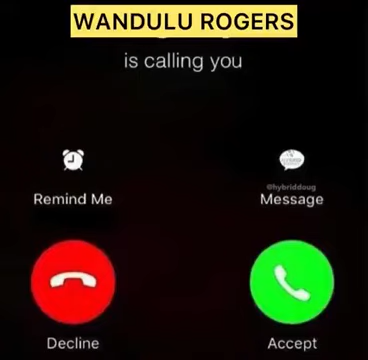 WANDULU ROGERS
is calling you
Remind Me
@hybriddoug
Message
Decline
Accept